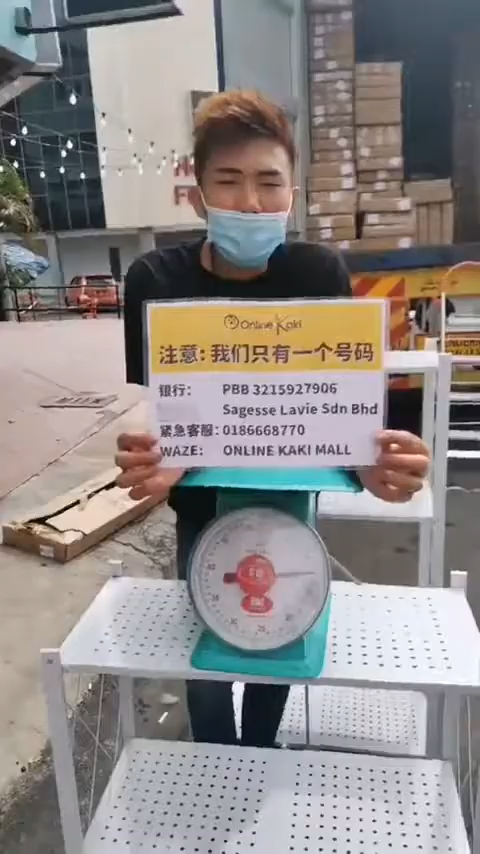 Online Kaki
注意: 我们只有一个号码
银行: PBB 3215927906
Sagesse Lavie Sdn Bhd
紧急客服: 0186668770
WAZE: ONLINE KAKI MALL